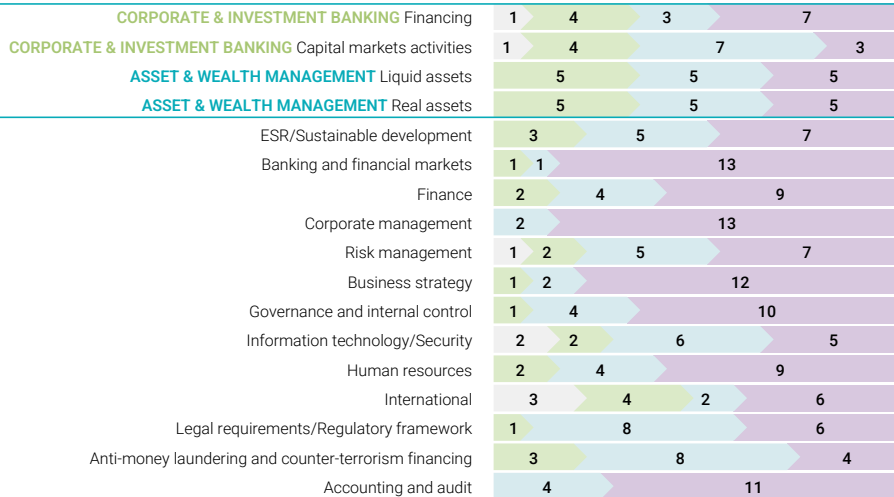 CORPORATE & INVESTMENT BANKING Financing 1 4 3 7
CORPORATE & INVESTMENT BANKING Capital markets activities 1 4 7 3
ASSET & WEALTH MANAGEMENT Liquid assets 5 5 5
ASSET & WEALTH MANAGEMENT Real assets 5 5 5
ESR/Sustainable development 3 5 7
Banking and financial markets 1 1 13
Finance 2 4 9
Corporate management 2 13
Risk management 1 2 5 7
Business strategy 1 2 12
Governance and internal control 1 4 10
Information technology/Security 2 2 6 5
Human resources 2 4 9
International 3 4 2 6
Legal requirements/Regulatory framework 1 8 6
Anti-money laundering and counter-terrorism financing 3 8 4
Accounting and audit 4 11